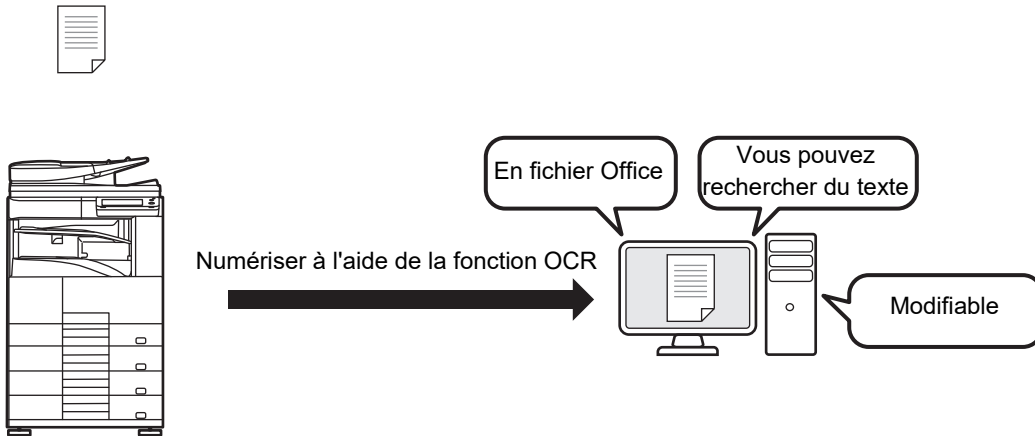 En fichier Office
Vous pouvez
rechercher du texte
Numériser à l'aide de la fonction OCR
Modifiable